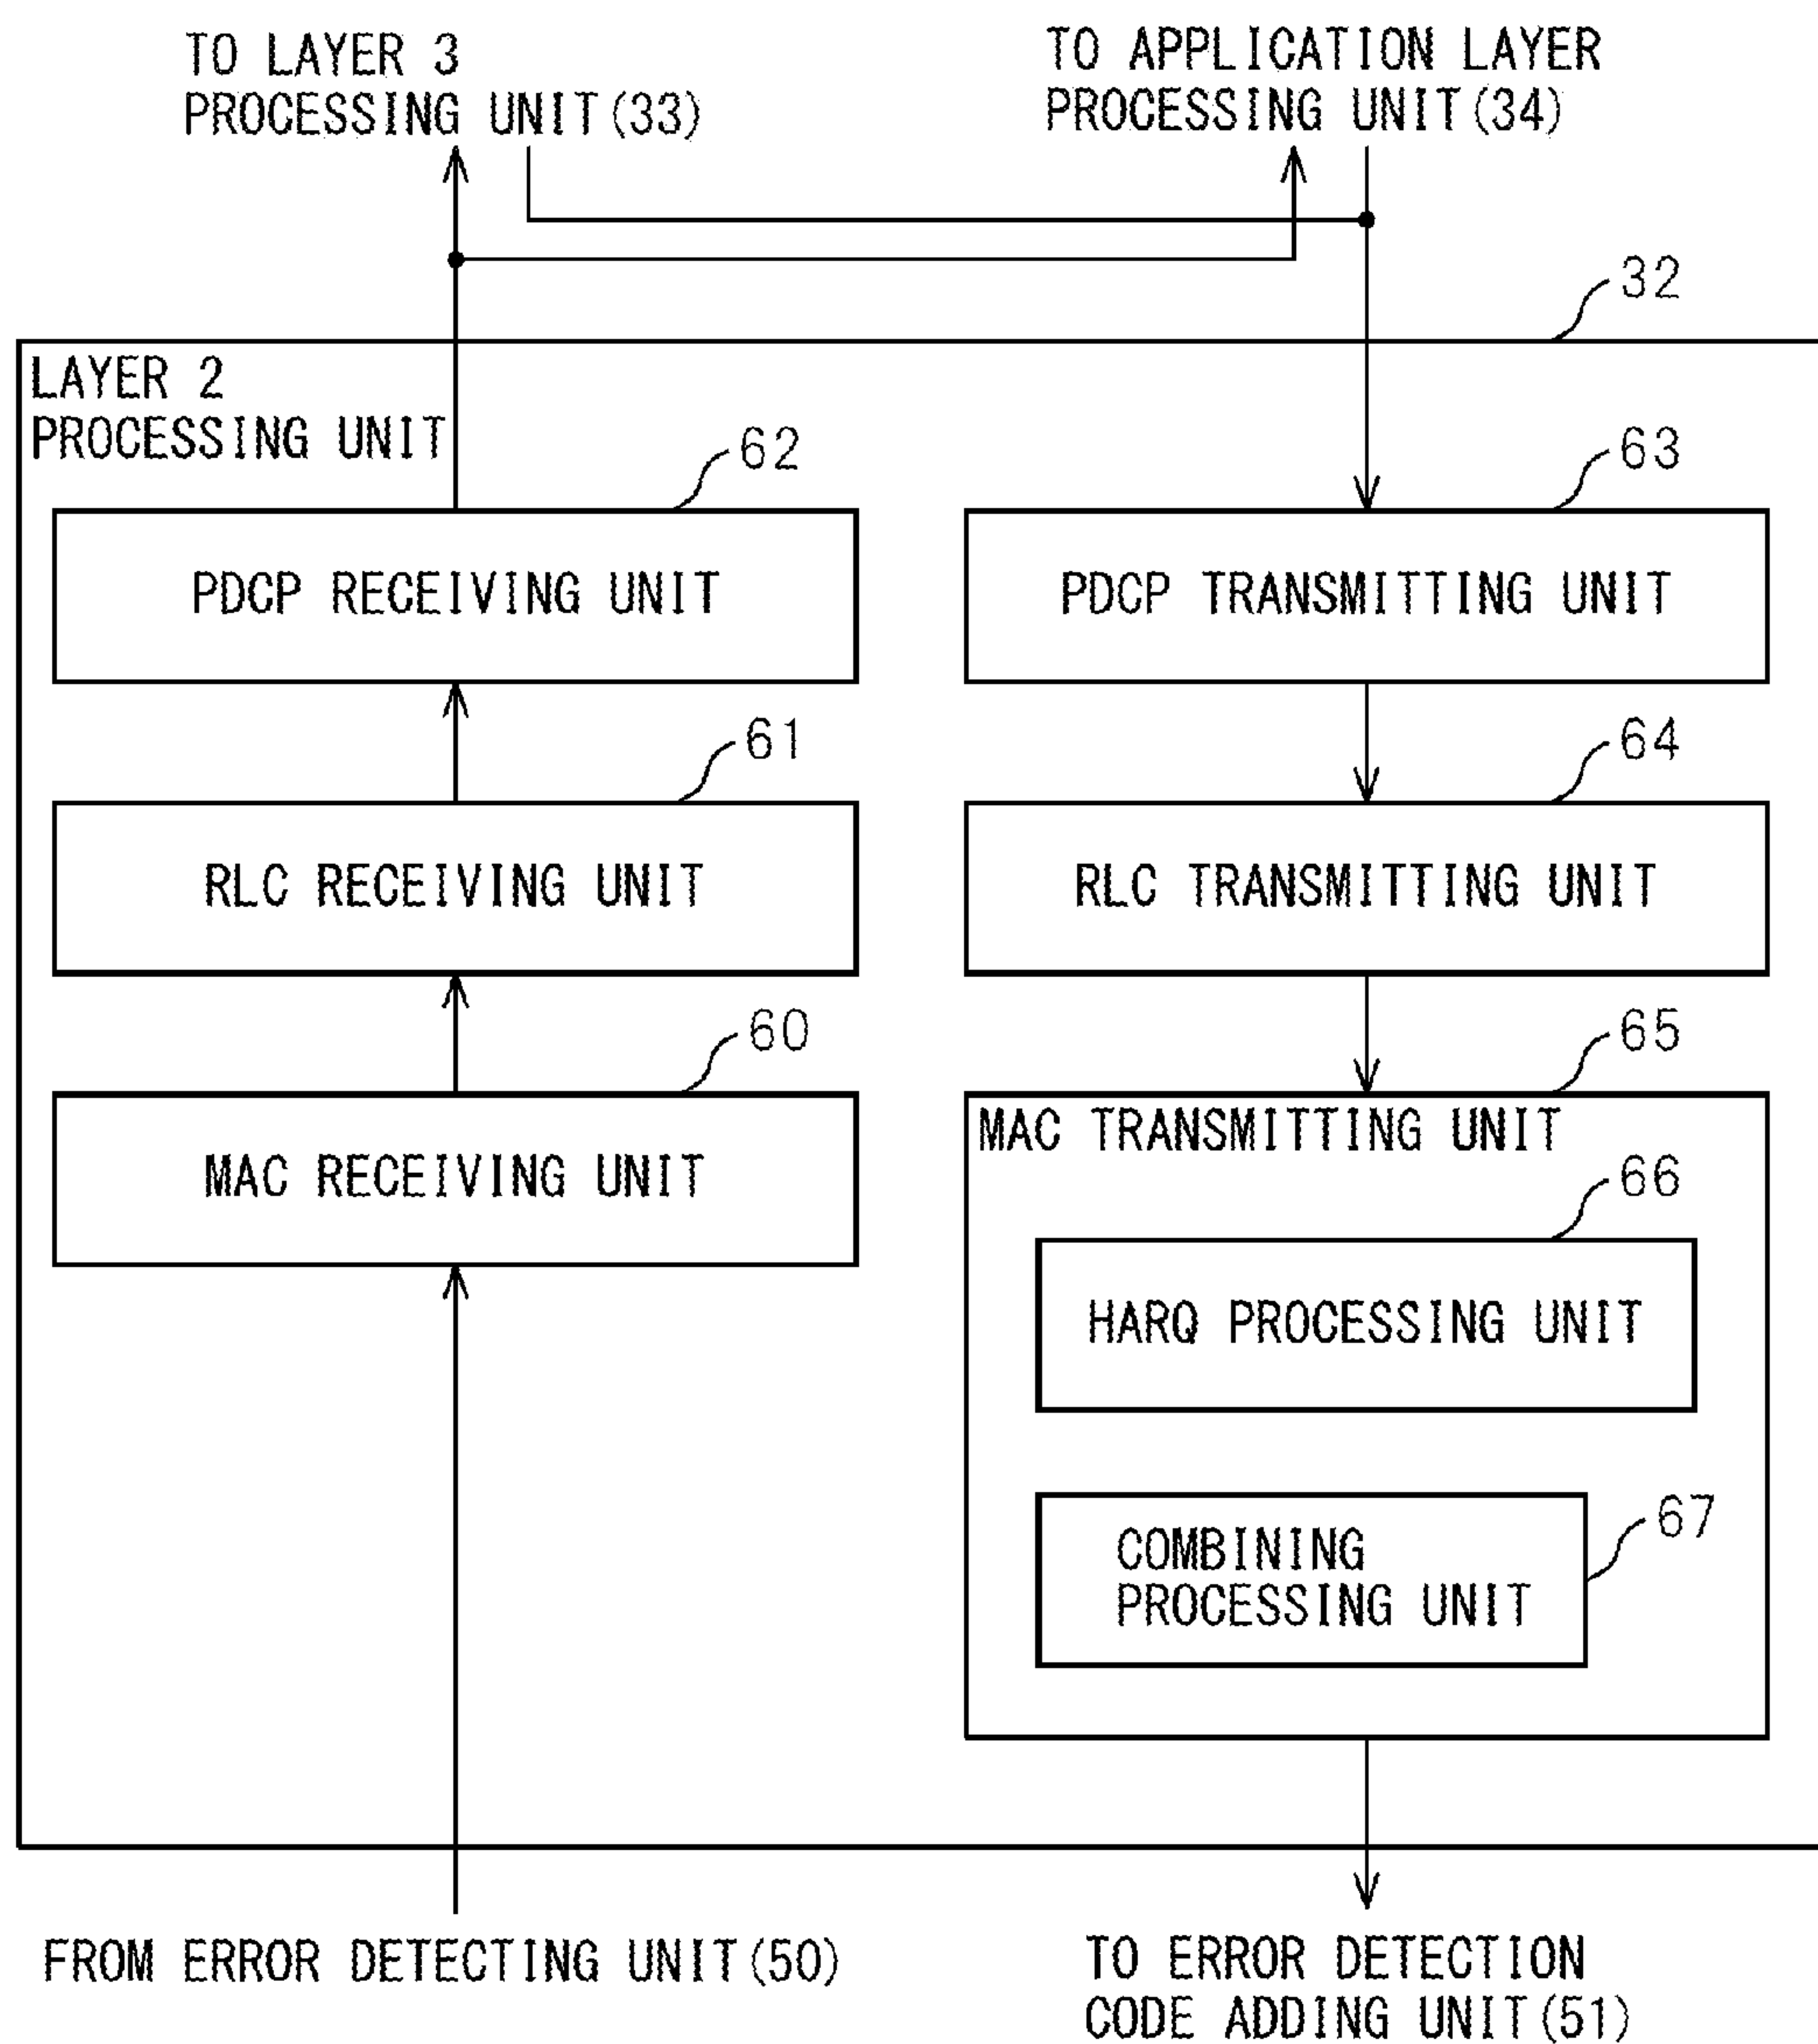 TO LAYER 3
PROCESSING UNIT(33)
TO APPLICATION LAYER
PROCESSING UNIT(34)
32
LAYER 2
PROCESSING UNIT
62
63
PDCP RECEIVING UNIT
PDCP TRANSMITTING UNIT
61
64
RLC RECEIVING UNIT
RLC TRANSMITTING UNIT
60
65
MAC RECEIVING UNIT
MAC TRANSMITTING UNIT
66
HARQ PROCESSING UNIT
67
COMBINING
PROCESSING UNIT
FROM ERROR DETECTING UNIT(50)
TO ERROR DETECTION
CODE ADDING UNIT(51)